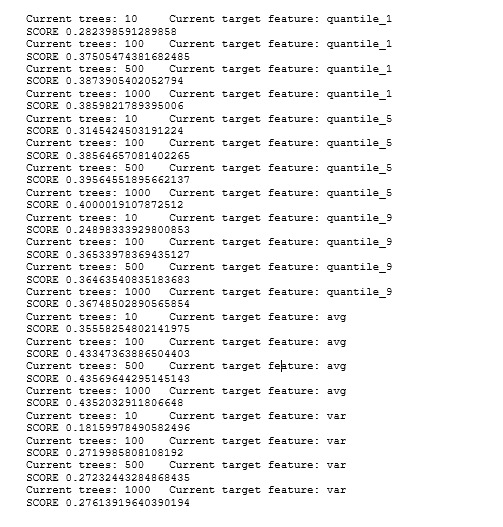 Current trees: 10 Current target feature: quantile_1
SCORE 0.282398591289858
Current trees: 100 Current target feature: quantile_1
SCORE 0.37505474381682485
Current trees: 500 Current target feature: quantile_1
SCORE 0.3873905402052794
Current trees: 1000 Current target feature: quantile_1
SCORE 0.3859821789395006
Current trees: 10 Current target feature: quantile_5
SCORE 0.3145424503191224
Current trees: 100 Current target feature: quantile_5
SCORE 0.38564657081402265
Current trees: 500 Current target feature: quantile_5
SCORE 0.39564551895662137
Current trees: 1000 Current target feature: quantile_5
SCORE 0.4000019107872512
Current trees: 10 Current target feature: quantile_9
SCORE 0.24898333929800853
Current trees: 100 Current target feature: quantile_9
SCORE 0.36533978369435127
Current trees: 500 Current target feature: quantile_9
SCORE 0.36463540835183683
Current trees: 1000 Current target feature: quantile_9
SCORE 0.36748502890565854
Current trees: 10 Current target feature: avg
SCORE 0.35558254802141975
Current trees: 100 Current target feature: avg
SCORE 0.43347363886504403
Current trees: 500 Current target feature: avg
SCORE 0.43569644295145143
Current trees: 1000 Current target feature: avg
SCORE 0.4352032911806648
Current trees: 10 Current target feature: var
SCORE 0.18159978490582496
Current trees: 100 Current target feature: var
SCORE 0.2719985808108192
Current trees: 500 Current target feature: var
SCORE 0.27232443284868435
Current trees: 1000 Current target feature: var
SCORE 0.27613919640390194